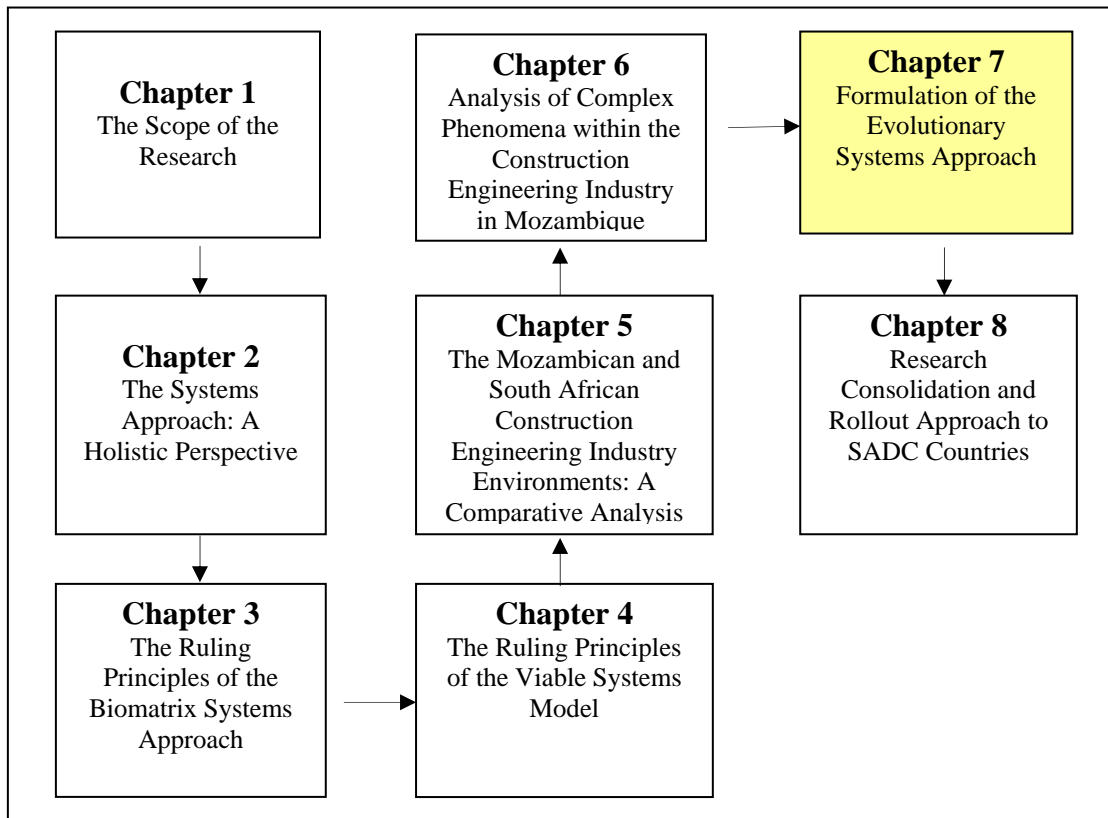 Chapter 1
The Scope of the
Research
Chapter 2
The Systems
Approach: A
Holistic Perspective
Chapter 3
The Ruling
Principles of the
Biomatrix Systems
Approach
Chapter 4
The Ruling Principles
of the Viable Systems
Model
Chapter 5
The Mozambican and
South African
Construction
Engineering Industry
Environments: A
Comparative Analysis
Chapter 6
Analysis of Complex
Phenomena within the
Construction
Engineering Industry
in Mozambique
Chapter 7
Formulation of the
Evolutionary
Systems Approach
Chapter 8
Research
Consolidation and
Rollout Approach to
SADC Countries